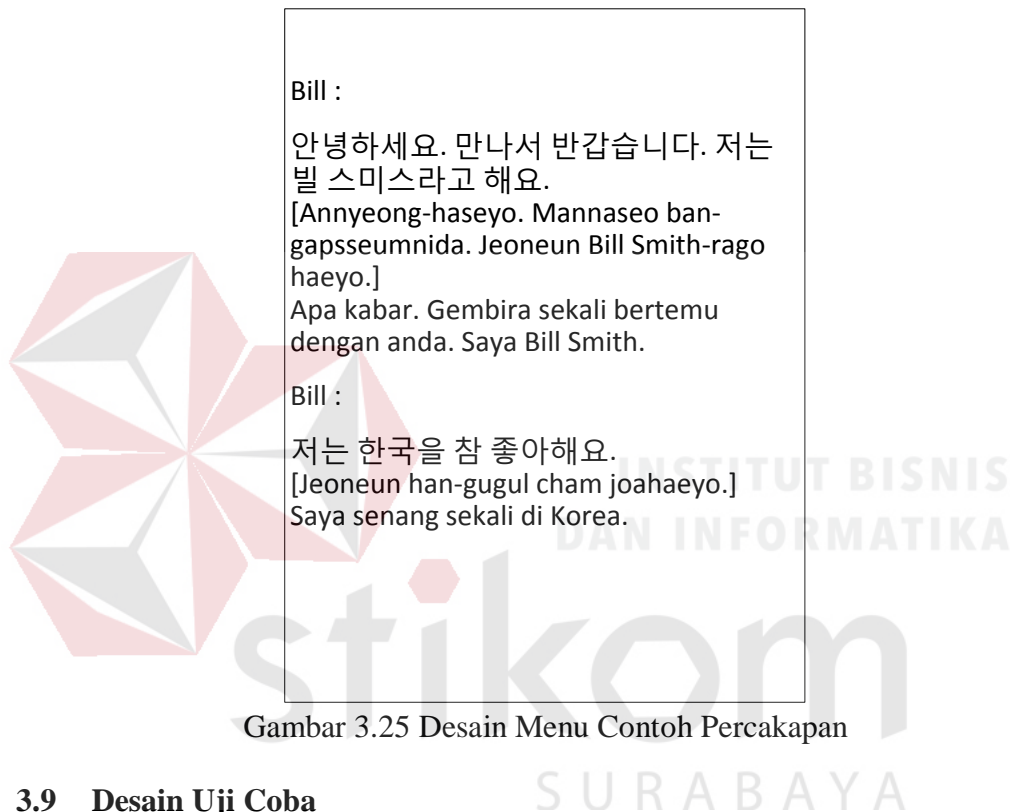 Bill :
안녕하세요. 만나서 반갑습니다. 저는
빌 스미스라고 해요.
[Annyeong-haseyo. Mannaseo ban-
gapsseumnida. Jeoneun Bill Smith-rago
haeyo.]
Apa kabar. Gembira sekali bertemu
dengan anda. Saya Bill Smith.
Bill :
저는 한국을 참 좋아해요.
[Jeoneun han-gugul cham joahaeyo.]
Saya senang sekali di Korea.
INSTITUT BISNIS
DAN INFORMATIKA
stikom
SURABAYA
Gambar 3.25 Desain Menu Contoh Percakapan
3.9 Desain Uji Coba